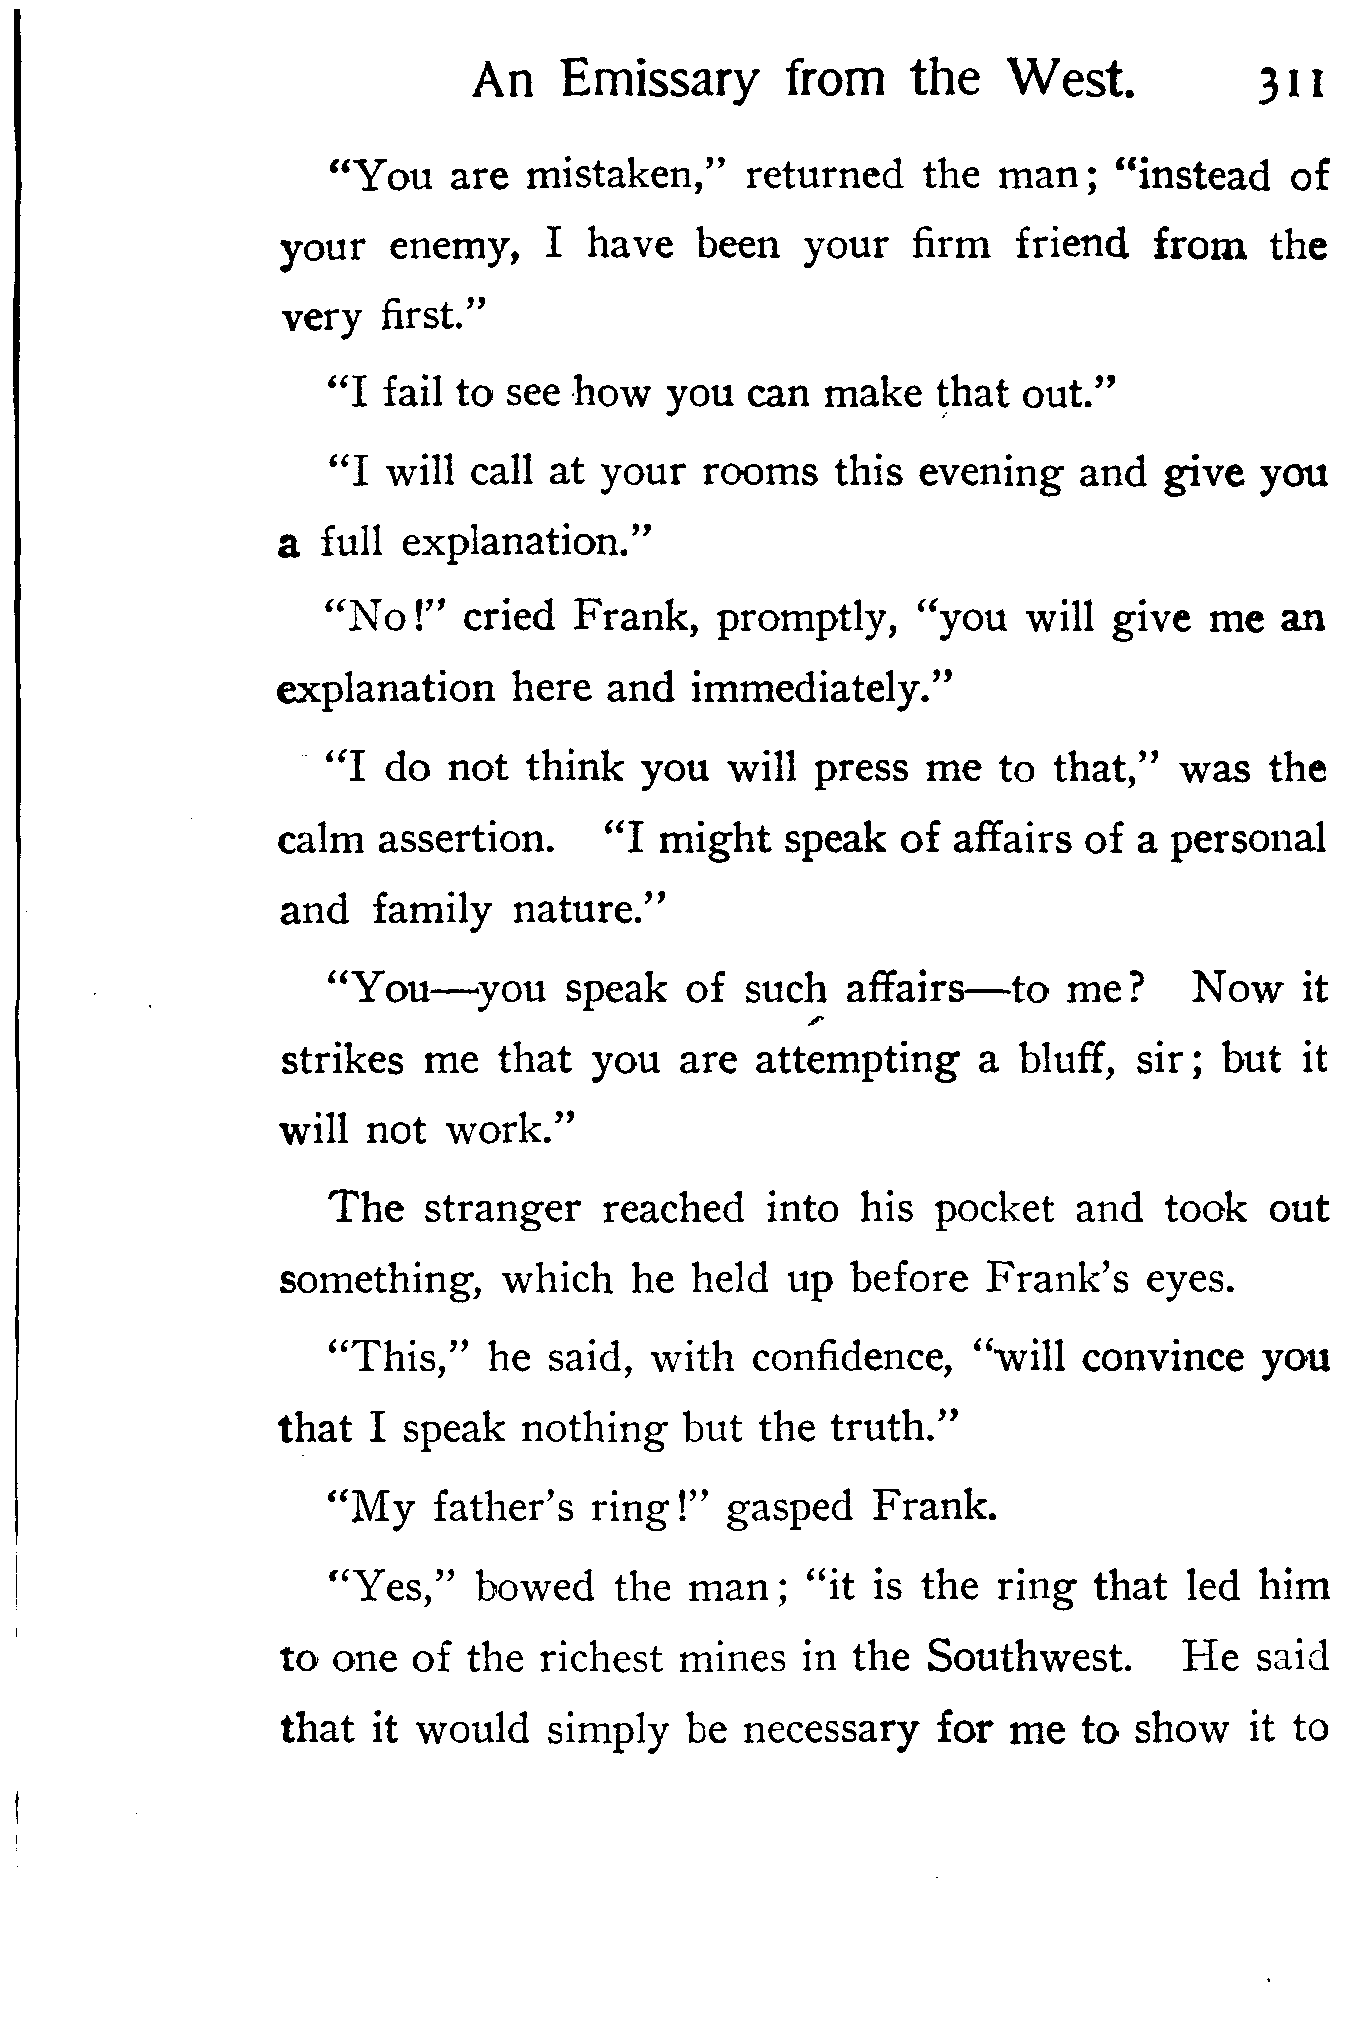 An Emissary from the West. 311
“You are mistaken,” returned the man; “instead of
your enemy, I have been your firm friend from the
very first.”
“I fail to see how you can make that out.”
“I will call at your rooms this evening and give you
a full explanation.”
“No!” cried Frank, promptly, “you will give me an
explanation here and immediately.”
“I do not think you will press me to that,” was the
calm assertion. “I might speak of affairs of a personal
and family nature.”
“You—you speak of such affairs—to me? Now it
strikes me that you are attempting a bluff, sir; but it
will not work.”
The stranger reached into his pocket and took out
something, which he held up before Frank’s eyes.
“This,” he said, with confidence, “will convince you
that I speak nothing but the truth.”
“My father’s ring!” gasped Frank.
“Yes,” bowed the man; “it is the ring that led him
to one of the richest mines in the Southwest. He said
that it would simply be necessary for me to show it to